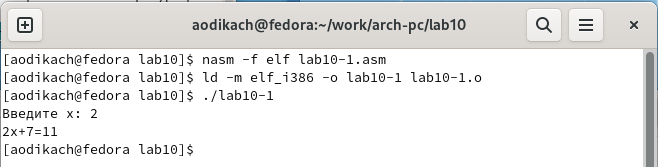 aodikach@fedora:~/work/arch-pc/lab10
[aodikach@fedora lab10]$ nasm -f elf lab10-1.asm
[aodikach@fedora lab10]$ ld -m elf_i386 -o lab10-1 lab10-1.o
[aodikach@fedora lab10]$ ./lab10-1
Введите x: 2
2x+7=11
[aodikach@fedora lab10]$